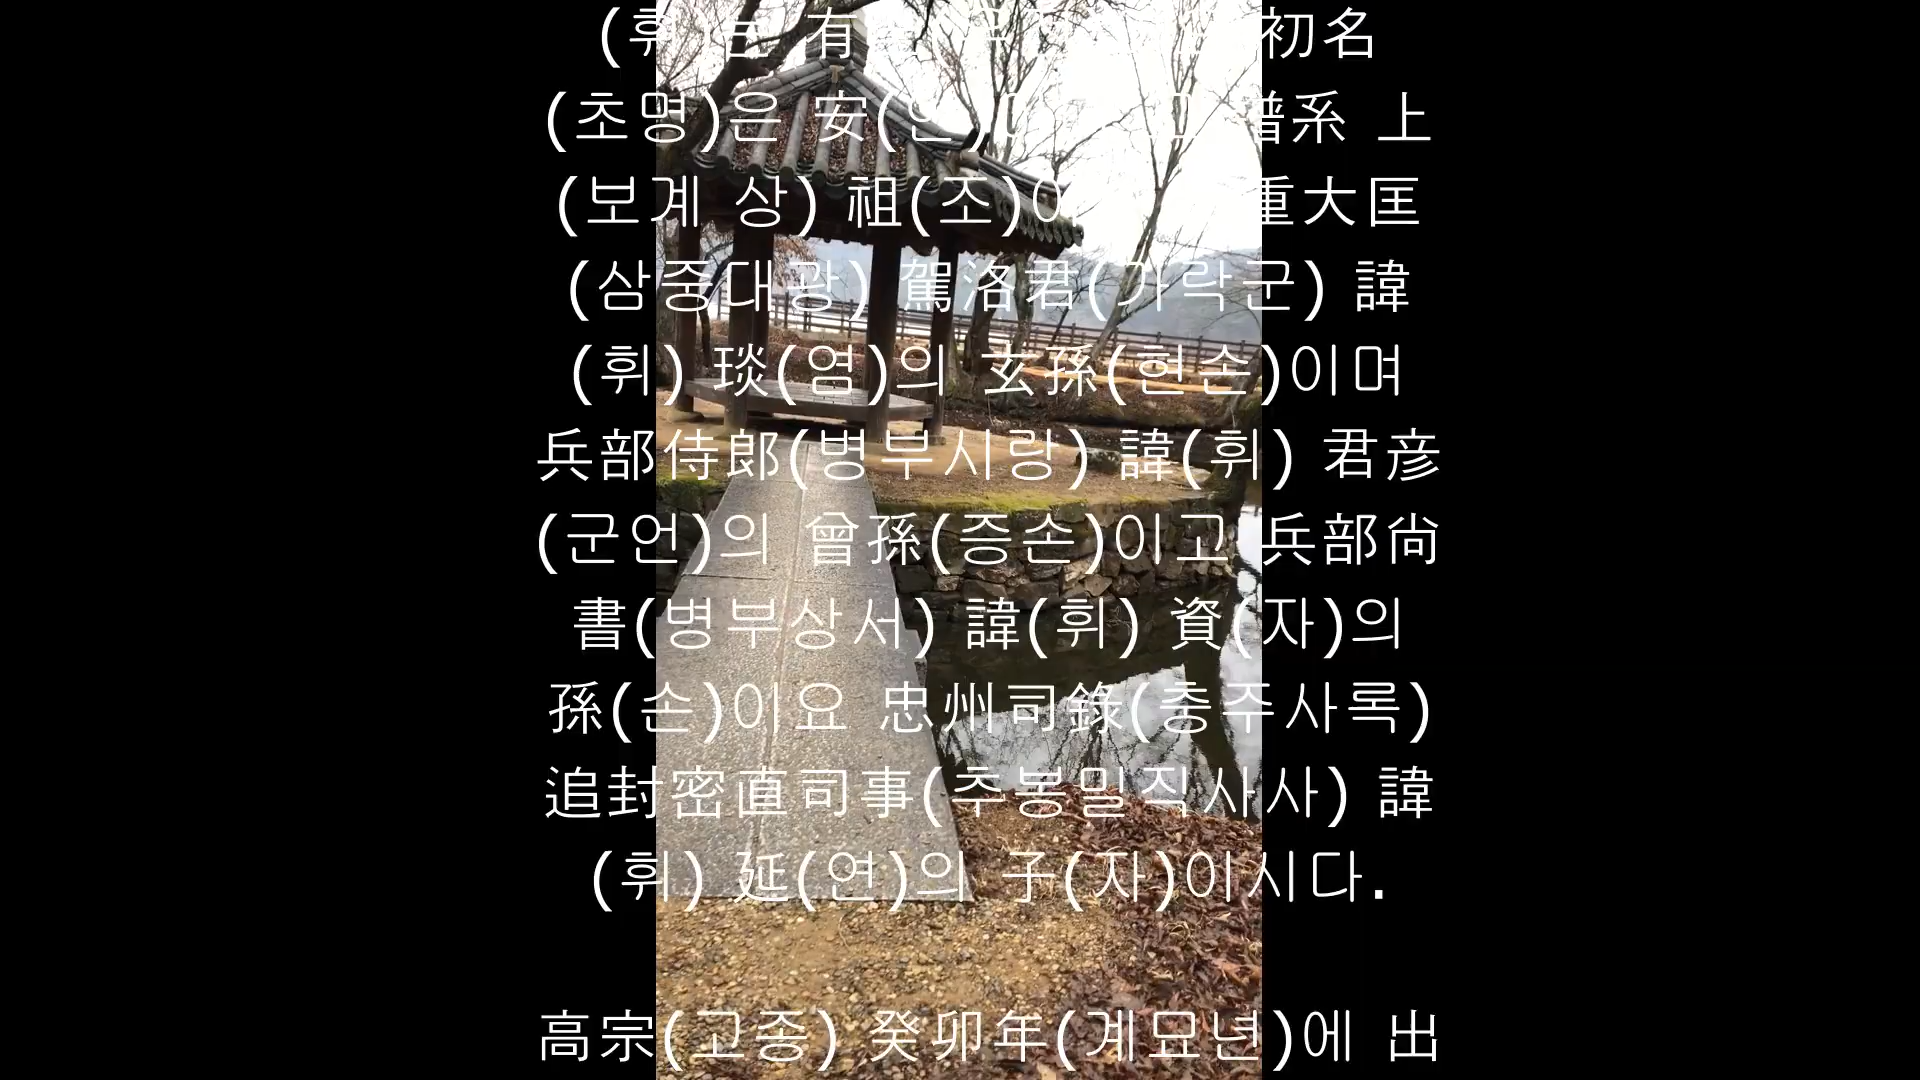 (휘)는 有 初名
(초명)은 安(안) 譜系 上
(보계 상) 祖(조) 重大匡
(삼중대광) 駕洛君(가락군) 諱
(휘) 琰(염)의 玄孫(현손)이며
兵部侍郎(병부시랑) 諱(휘) 君彦
(군언)의 曾孫(증손)이고 兵部尙
書(병부상서) 諱(휘) 資(자)의
孫(손)이요 忠州司錄(충주사록)
追封密直司事(추봉밀직사사) 諱
(휘) 延(연)의 子(자)이시다.
高宗(고종) 癸卯年(계묘년)에 出